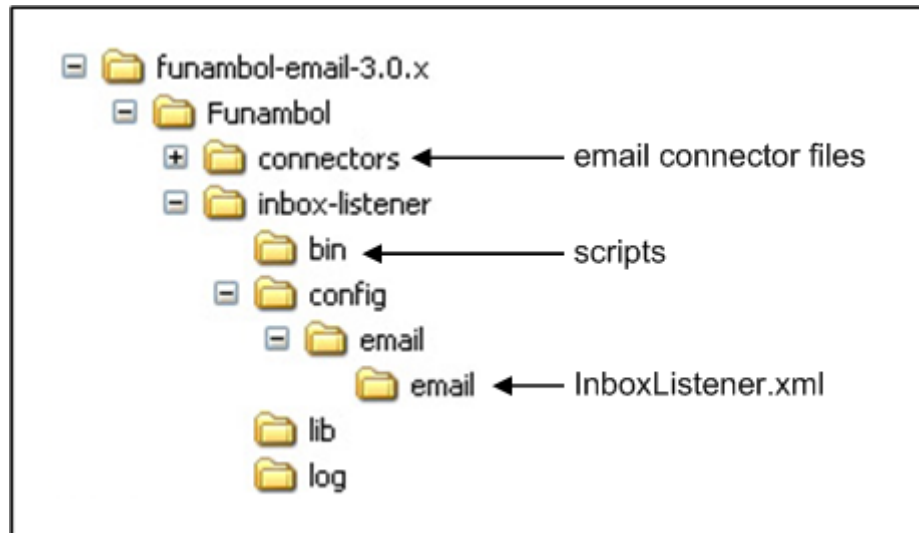 funambol-email-3.0.x
Funambol
connectors email connector files
inbox-listener
bin scripts
config
email
email InboxListener.xml
lib
log